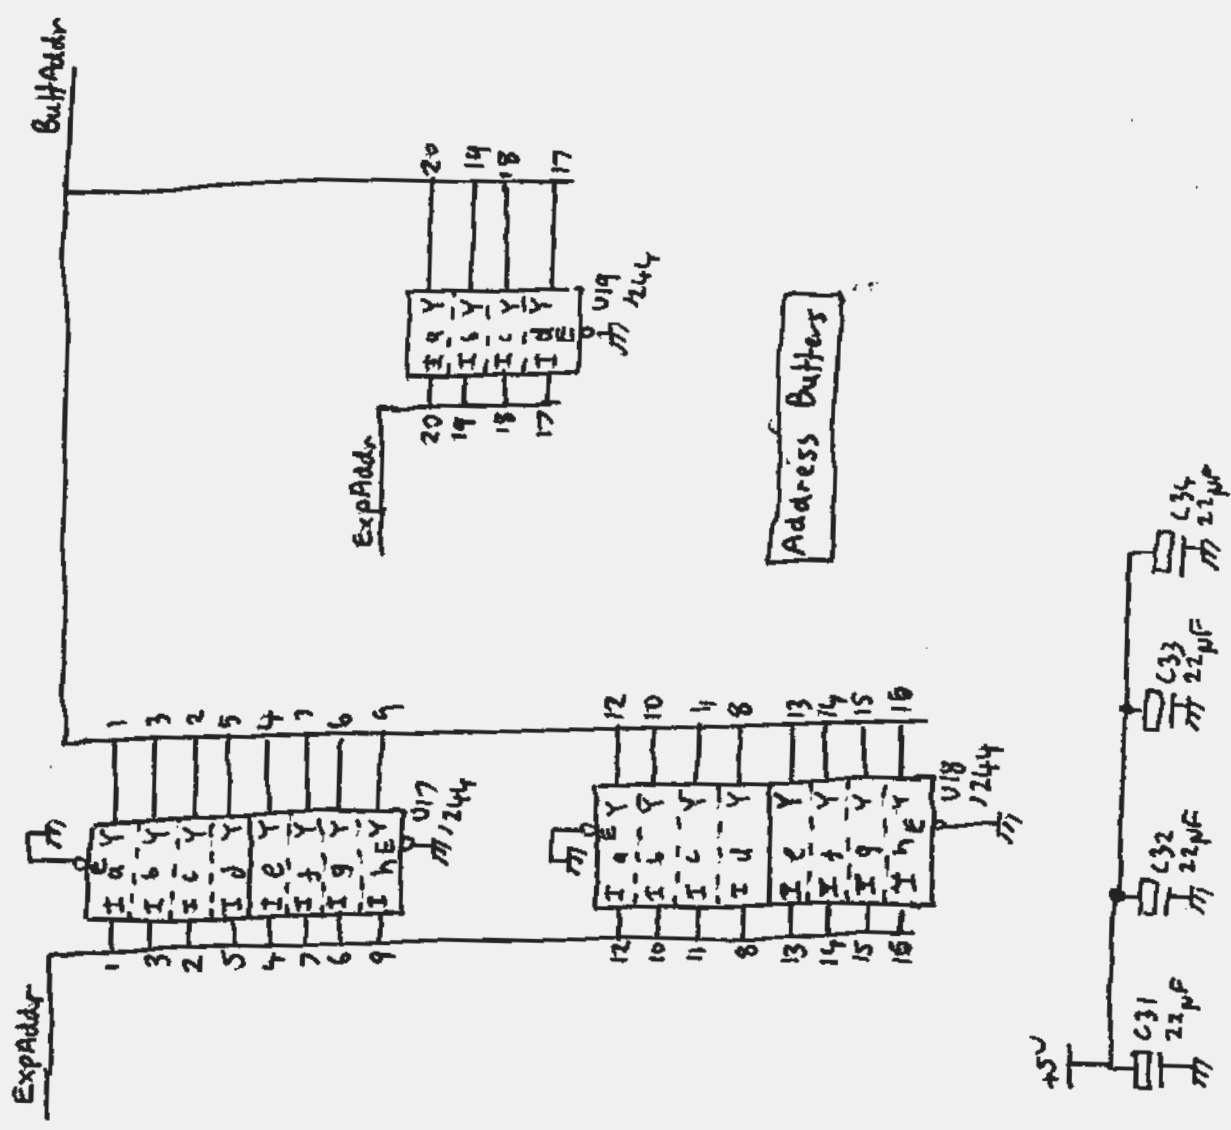 BuffAddr
20
19
18
17
I a Y
I b Y
I c Y
I d Y
E
U19
'244
20
19
18
17
ExpAddr
Address Buffers
1
3
2
5
4
7
6
9
E
I a Y
I b Y
I c Y
I d Y
I e Y
I f Y
I g Y
I h Y
E
U17
'244
1
3
2
5
4
7
6
9
12
10
11
8
13
14
15
16
E
I a Y
I b Y
I c Y
I d Y
I e Y
I f Y
I g Y
I h Y
E
U18
'244
12
10
11
8
13
14
15
16
ExpAddr
+5V
C31
22µF
C32
22µF
C33
22µF
C34
22µF